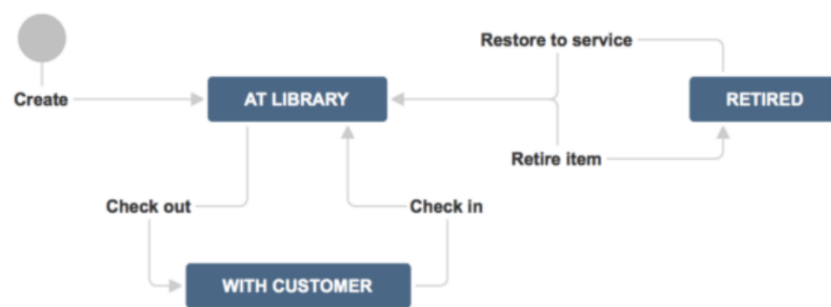 Restore to service
Create
AT LIBRARY
RETIRED
Retire item
Check out
Check in
WITH CUSTOMER